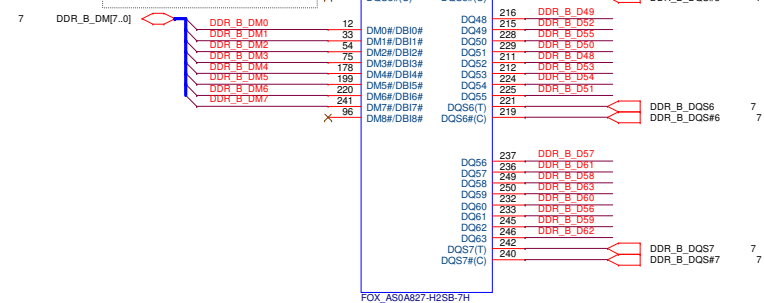 7 DDR_B_DM[7..0]
DDR_B_DM0 12 DM0#/DBI0#
DDR_B_DM1 33 DM1#/DBI1#
DDR_B_DM2 54 DM2#/DBI2#
DDR_B_DM3 75 DM3#/DBI3#
DDR_B_DM4 178 DM4#/DBI4#
DDR_B_DM5 199 DM5#/DBI5#
DDR_B_DM6 220 DM6#/DBI6#
DDR_B_DM7 241 DM7#/DBI7#
96 DM8#/DBI8#
DQ48 216 DDR_B_D49
DQ49 215 DDR_B_D52
DQ50 228 DDR_B_D55
DQ51 229 DDR_B_D50
DQ52 211 DDR_B_D48
DQ53 212 DDR_B_D53
DQ54 224 DDR_B_D54
DQ55 225 DDR_B_D51
DQS6(T) 221 DDR_B_DQS6 7
DQS6#(C) 219 DDR_B_DQS#6 7
DQ56 237 DDR_B_D57
DQ57 236 DDR_B_D61
DQ58 249 DDR_B_D58
DQ59 250 DDR_B_D63
DQ60 232 DDR_B_D60
DQ61 233 DDR_B_D56
DQ62 245 DDR_B_D59
DQ63 246 DDR_B_D62
DQS7(T) 242 DDR_B_DQS7 7
DQS7#(C) 240 DDR_B_DQS#7 7
FOX_AS0A827-H2SB-7H